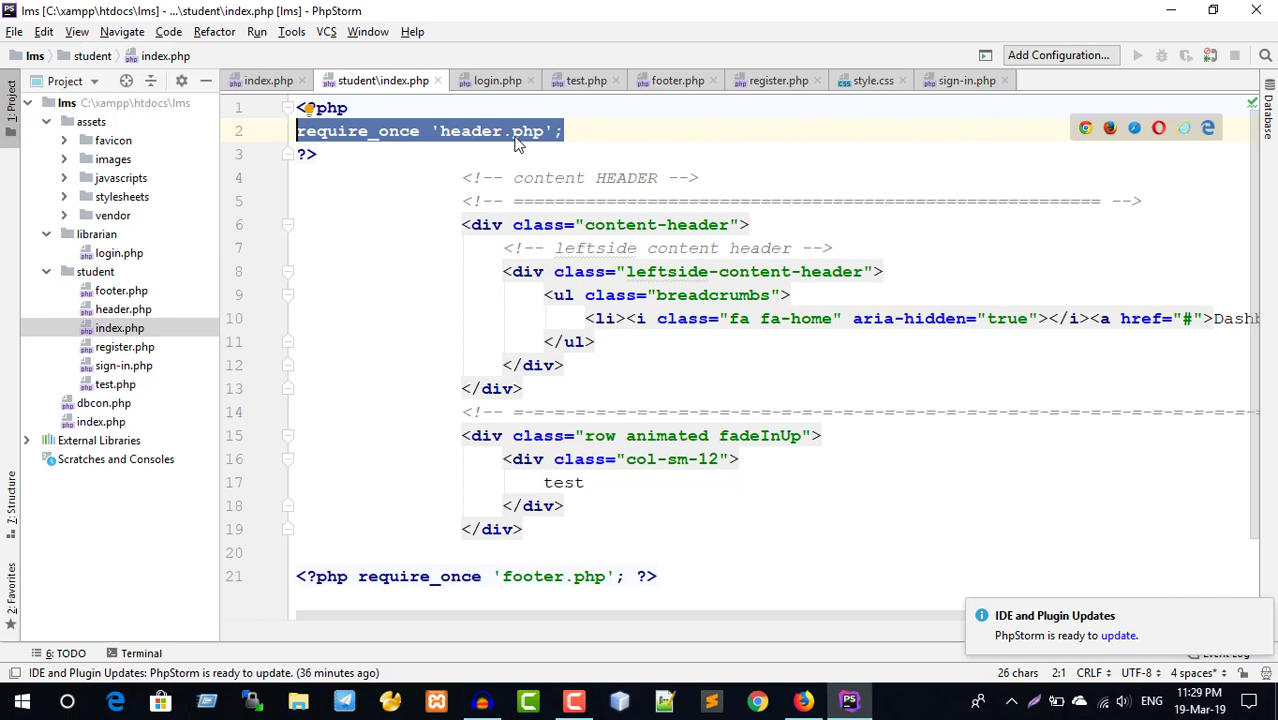 lms [C:\xampp\htdocs\lms] - ...\student\index.php [lms] - PhpStorm
File Edit View Navigate Code Refactor Run Tools VCS Window Help
lms student index.php Add Configuration...
Project index.php student\index.php login.php test.php footer.php register.php style.css sign-in.php
1: Project
Database
7: Structure
2: Favorites
lms C:\xampp\htdocs\lms
assets
favicon
images
javascripts
stylesheets
vendor
librarian
login.php
student
footer.php
header.php
index.php
register.php
sign-in.php
test.php
dbcon.php
index.php
External Libraries
Scratches and Consoles
1 <?php
2 require_once 'header.php';
3 ?>
4 <!-- content HEADER -->
5 <!-- ========================================================= -->
6 <div class="content-header">
7 <!-- leftside content header -->
8 <div class="leftside-content-header">
9 <ul class="breadcrumbs">
10 <li><i class="fa fa-home" aria-hidden="true"></i><a href="#">Dashb
11 </ul>
12 </div>
13 </div>
14 <!-- =-=-=-=-=-=-=-=-=-=-=-=-=-=-=-=-=-=-=-=-=-=-=-=-=-=-=-=-=-=-=-=-=-=-=-=-
15 <div class="row animated fadeInUp">
16 <div class="col-sm-12">
17 test
18 </div>
19 </div>
20
21 <?php require_once 'footer.php'; ?>
IDE and Plugin Updates
PhpStorm is ready to update.
6: TODO Terminal Event Log
IDE and Plugin Updates: PhpStorm is ready to update. (36 minutes ago) 26 chars 2:1 CRLF UTF-8 4 spaces*
ENG 11:29 PM
19-Mar-19